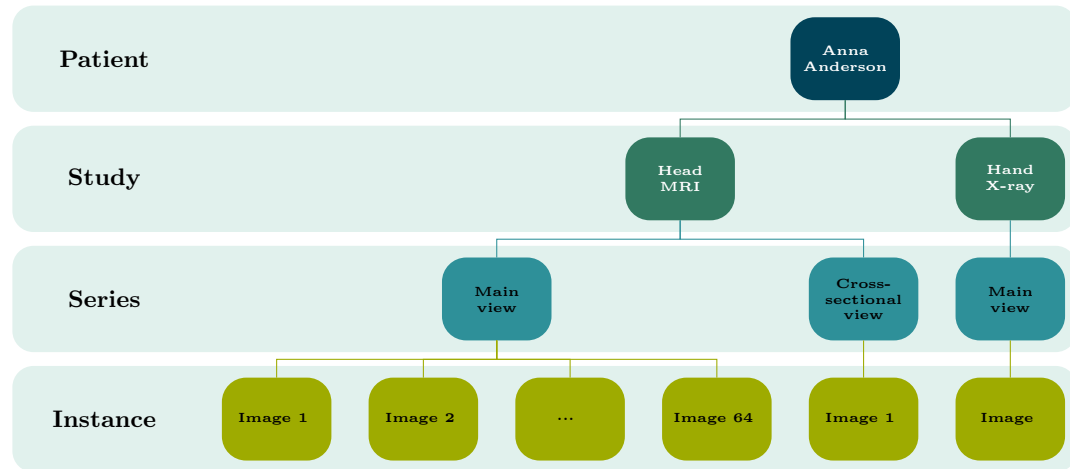 Patient
Anna
Anderson
Study
Head
MRI
Hand
X-ray
Series
Main
view
Cross-
sectional
view
Main
view
Instance
Image 1
Image 2
...
Image 64
Image 1
Image